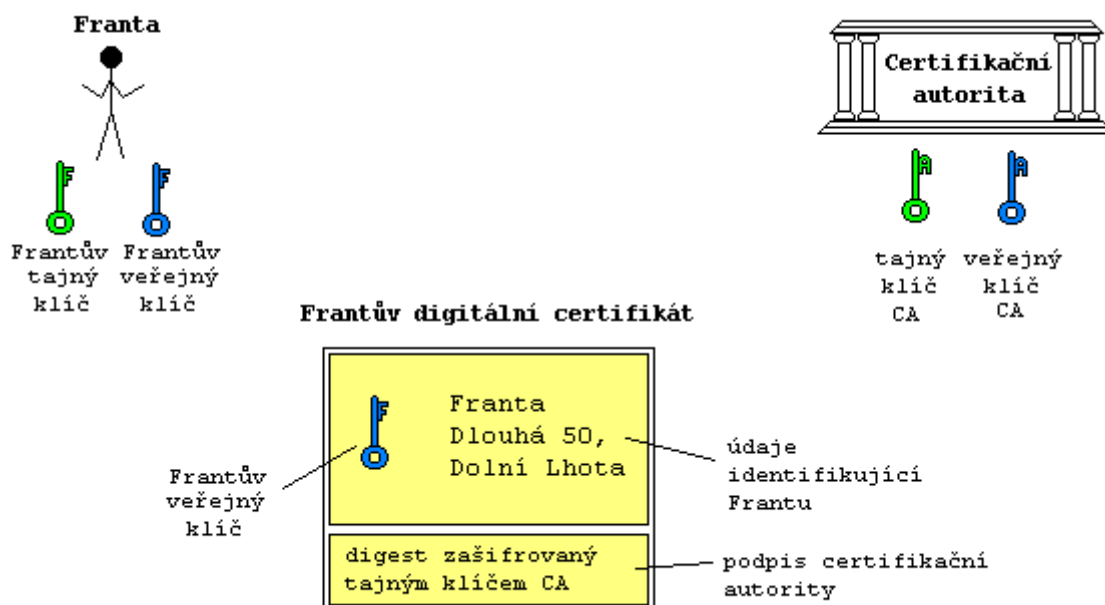 Franta
Certifikační
autorita
Frantův
tajný
klíč
Frantův
veřejný
klíč
tajný
klíč
CA
veřejný
klíč
CA
Frantův digitální certifikát
Franta
Dlouhá 50,
Dolní Lhota
Frantův
veřejný
klíč
údaje
identifikující
Frantu
digest zašifrovaný
tajným klíčem CA
podpis certifikační
autority